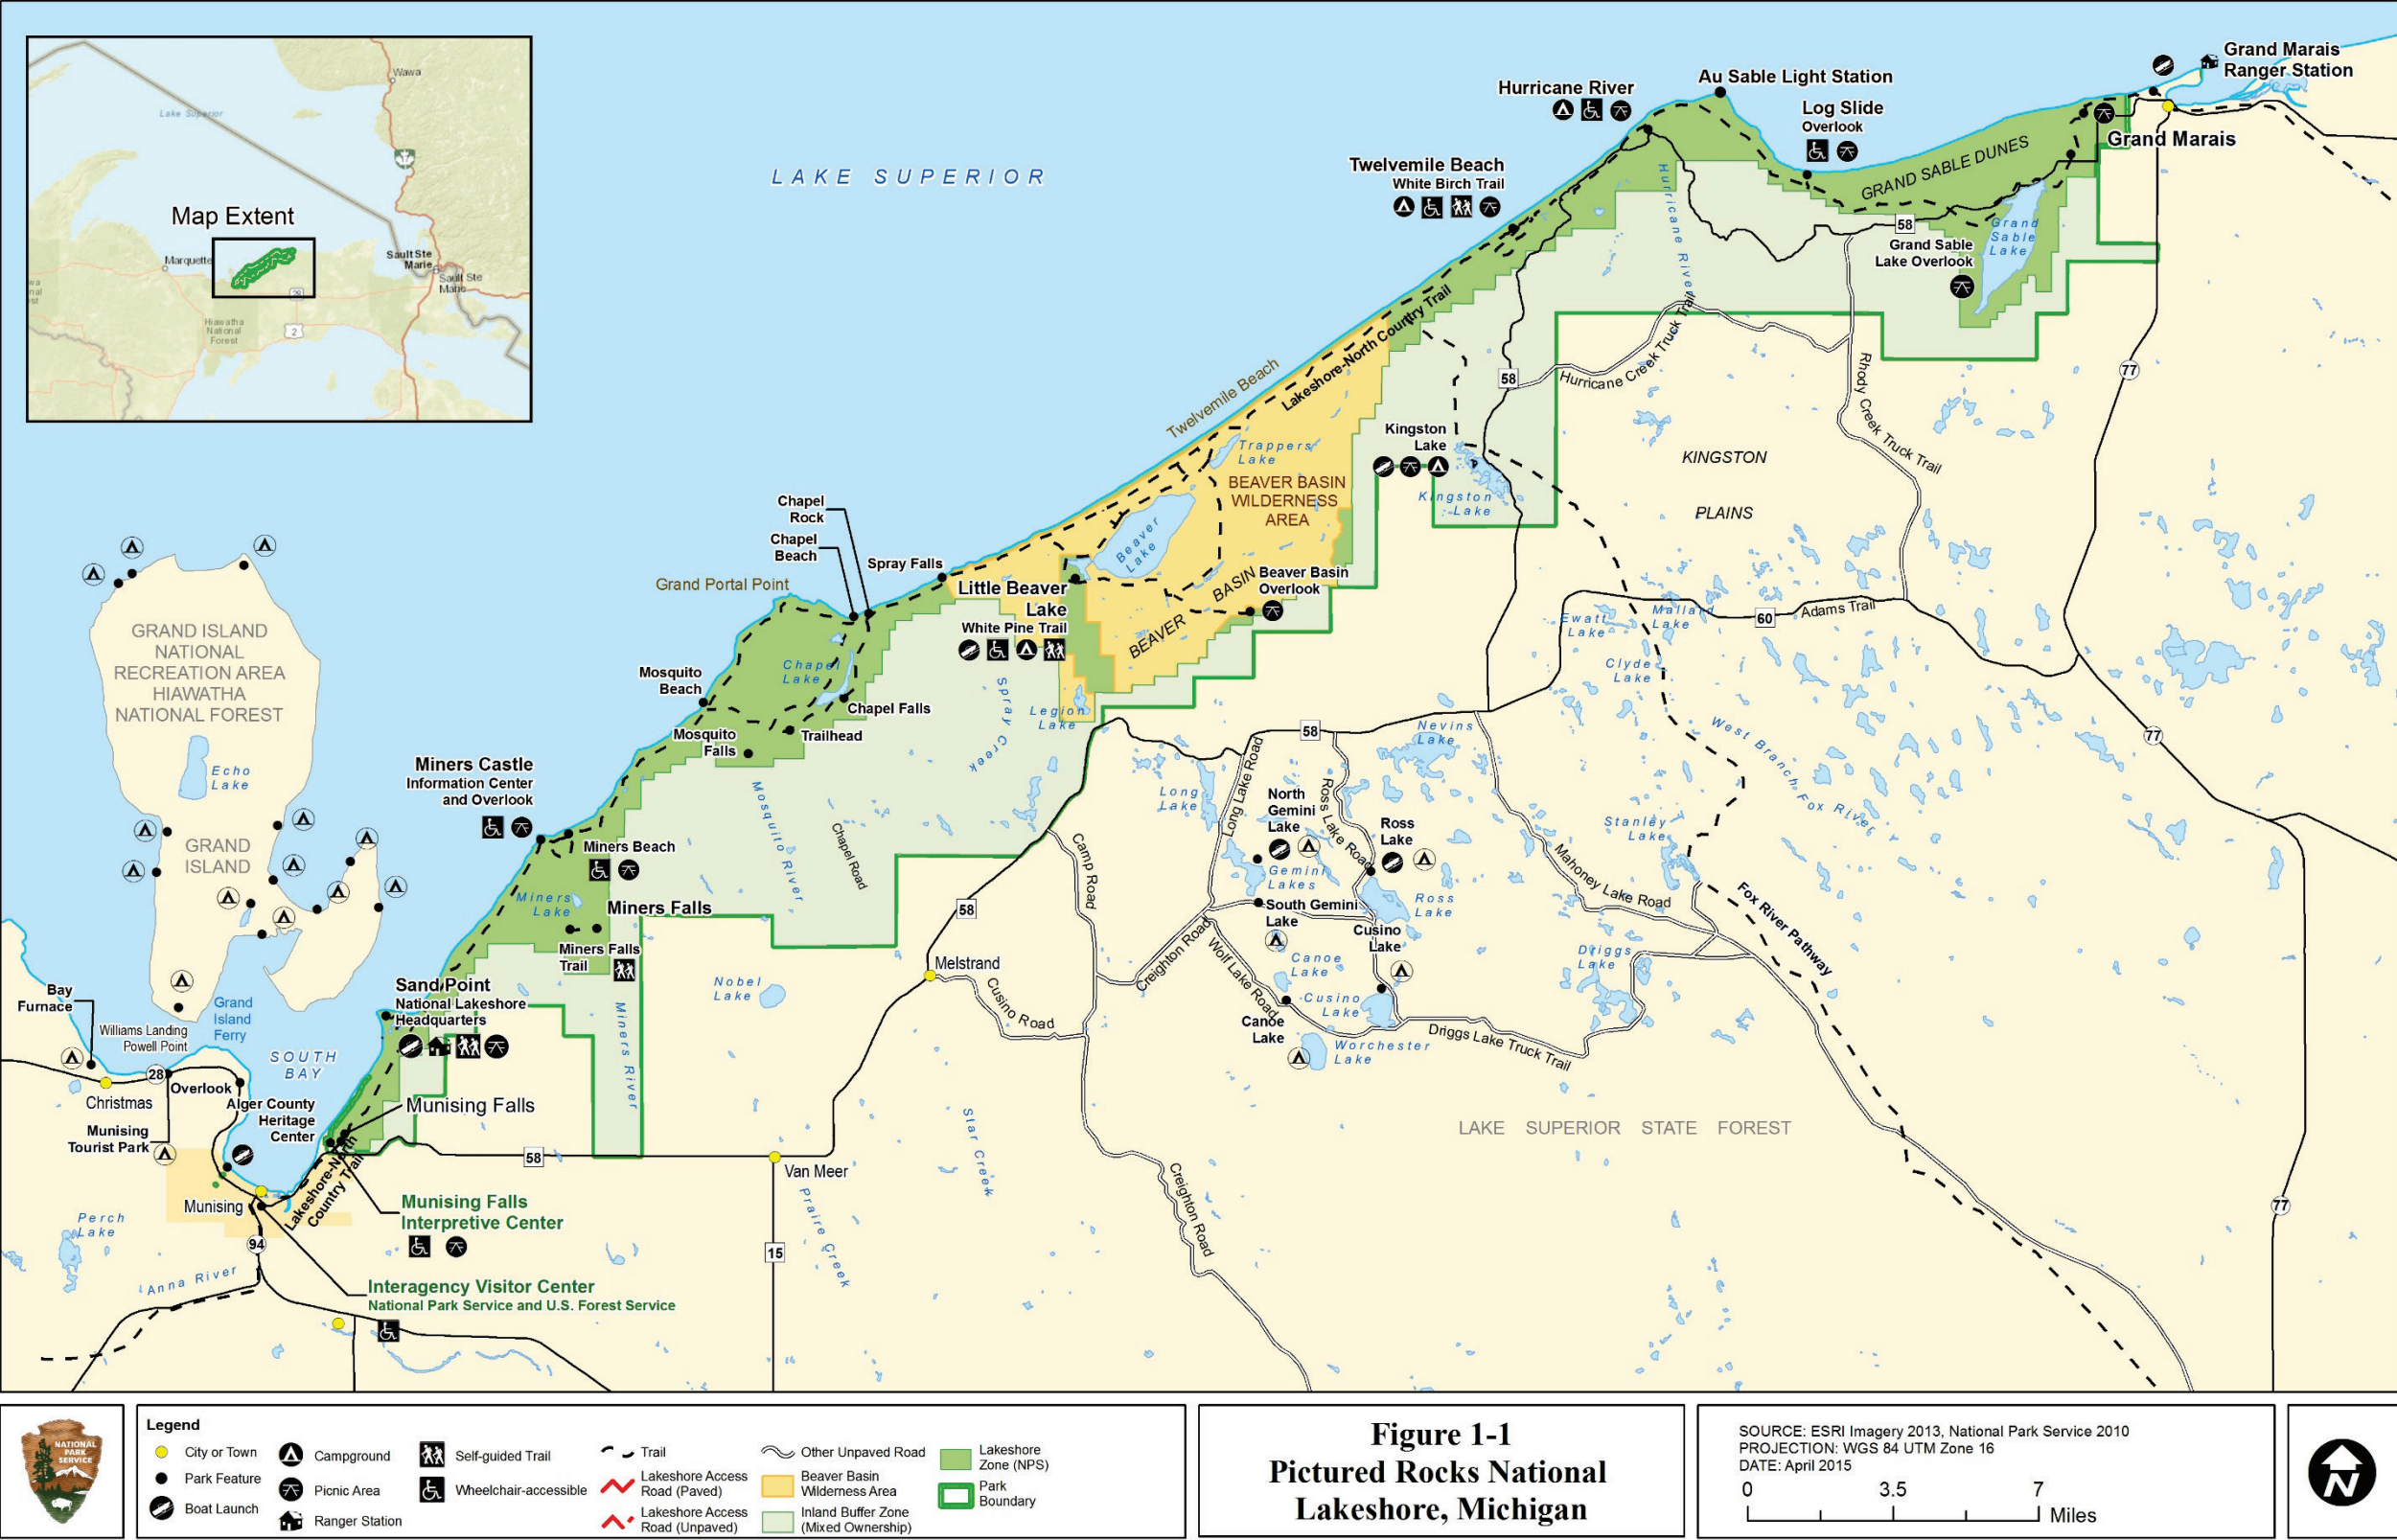 Wawa
Lake Superior
Map Extent
Marquette
Sault Ste
Marie
Sault Ste
Marie
28
Hiawatha
National
Forest
2
LAKE SUPERIOR
Grand Marais
Ranger Station
Au Sable Light Station
Hurricane River
Log Slide
Overlook
Grand Marais
Twelvemile Beach
White Birch Trail
GRAND SABLE DUNES
Hurricane River
58
Grand
Sable
Lake
Grand Sable
Lake Overlook
Lakeshore-North Country Trail
Twelvemile Beach
58
Hurricane Creek Truck Trail
Rhody Creek Truck Trail
77
Kingston
Lake
Kingston
Lake
KINGSTON
PLAINS
Trappers
Lake
BEAVER BASIN
WILDERNESS
AREA
Beaver
Lake
Chapel
Rock
Chapel
Beach
Spray Falls
Grand Portal Point
Little Beaver
Lake
White Pine Trail
BEAVER BASIN
Beaver Basin
Overlook
Ewatt
Lake
Mallard
Lake
60
Adams Trail
Clyde
Lake
GRAND ISLAND
NATIONAL
RECREATION AREA
HIAWATHA
NATIONAL FOREST
Echo
Lake
GRAND
ISLAND
Mosquito
Beach
Chapel
Lake
Chapel Falls
Mosquito
Falls
Trailhead
Spray Creek
Legion
Lake
Miners Castle
Information Center
and Overlook
Miners Beach
Mosquito River
Chapel Road
58
Nevins
Lake
West Branch Fox River
77
Long
Lake
Long Lake Road
North
Gemini
Lake
Ross Lake Road
Ross
Lake
Stanley
Lake
Gemini
Lakes
Ross
Lake
Mahoney Lake Road
Camp Road
Miners
Lake
Miners Falls
Miners Falls
Trail
58
South Gemini
Lake
Cusino
Lake
Fox River Pathway
Creighton Road
Wolf Lake Road
Canoe
Lake
Cusino
Lake
Driggs
Lake
Melstrand
Cusino Road
Nobel
Lake
Miners River
Canoe
Lake
Worchester
Lake
Driggs Lake Truck Trail
Sand Point
National Lakeshore
Headquarters
Bay
Furnace
Williams Landing
Powell Point
Grand
Island
Ferry
SOUTH
BAY
28
Overlook
Christmas
Alger County
Heritage
Center
Munising Falls
Munising
Tourist Park
LAKE SUPERIOR STATE FOREST
Star Creek
58
Van Meer
Lakeshore-North
Country Trail
Munising
Munising Falls
Interpretive Center
Prairie Creek
Creighton Road
77
Perch
Lake
94
15
Anna River
Interagency Visitor Center
National Park Service and U.S. Forest Service
NATIONAL
PARK
SERVICE
Legend
City or Town
Park Feature
Boat Launch
Campground
Picnic Area
Ranger Station
Self-guided Trail
Wheelchair-accessible
Trail
Lakeshore Access
Road (Paved)
Lakeshore Access
Road (Unpaved)
Other Unpaved Road
Beaver Basin
Wilderness Area
Inland Buffer Zone
(Mixed Ownership)
Lakeshore
Zone (NPS)
Park
Boundary
Figure 1-1
Pictured Rocks National
Lakeshore, Michigan
SOURCE: ESRI Imagery 2013, National Park Service 2010
PROJECTION: WGS 84 UTM Zone 16
DATE: April 2015
0 3.5 7
Miles
N